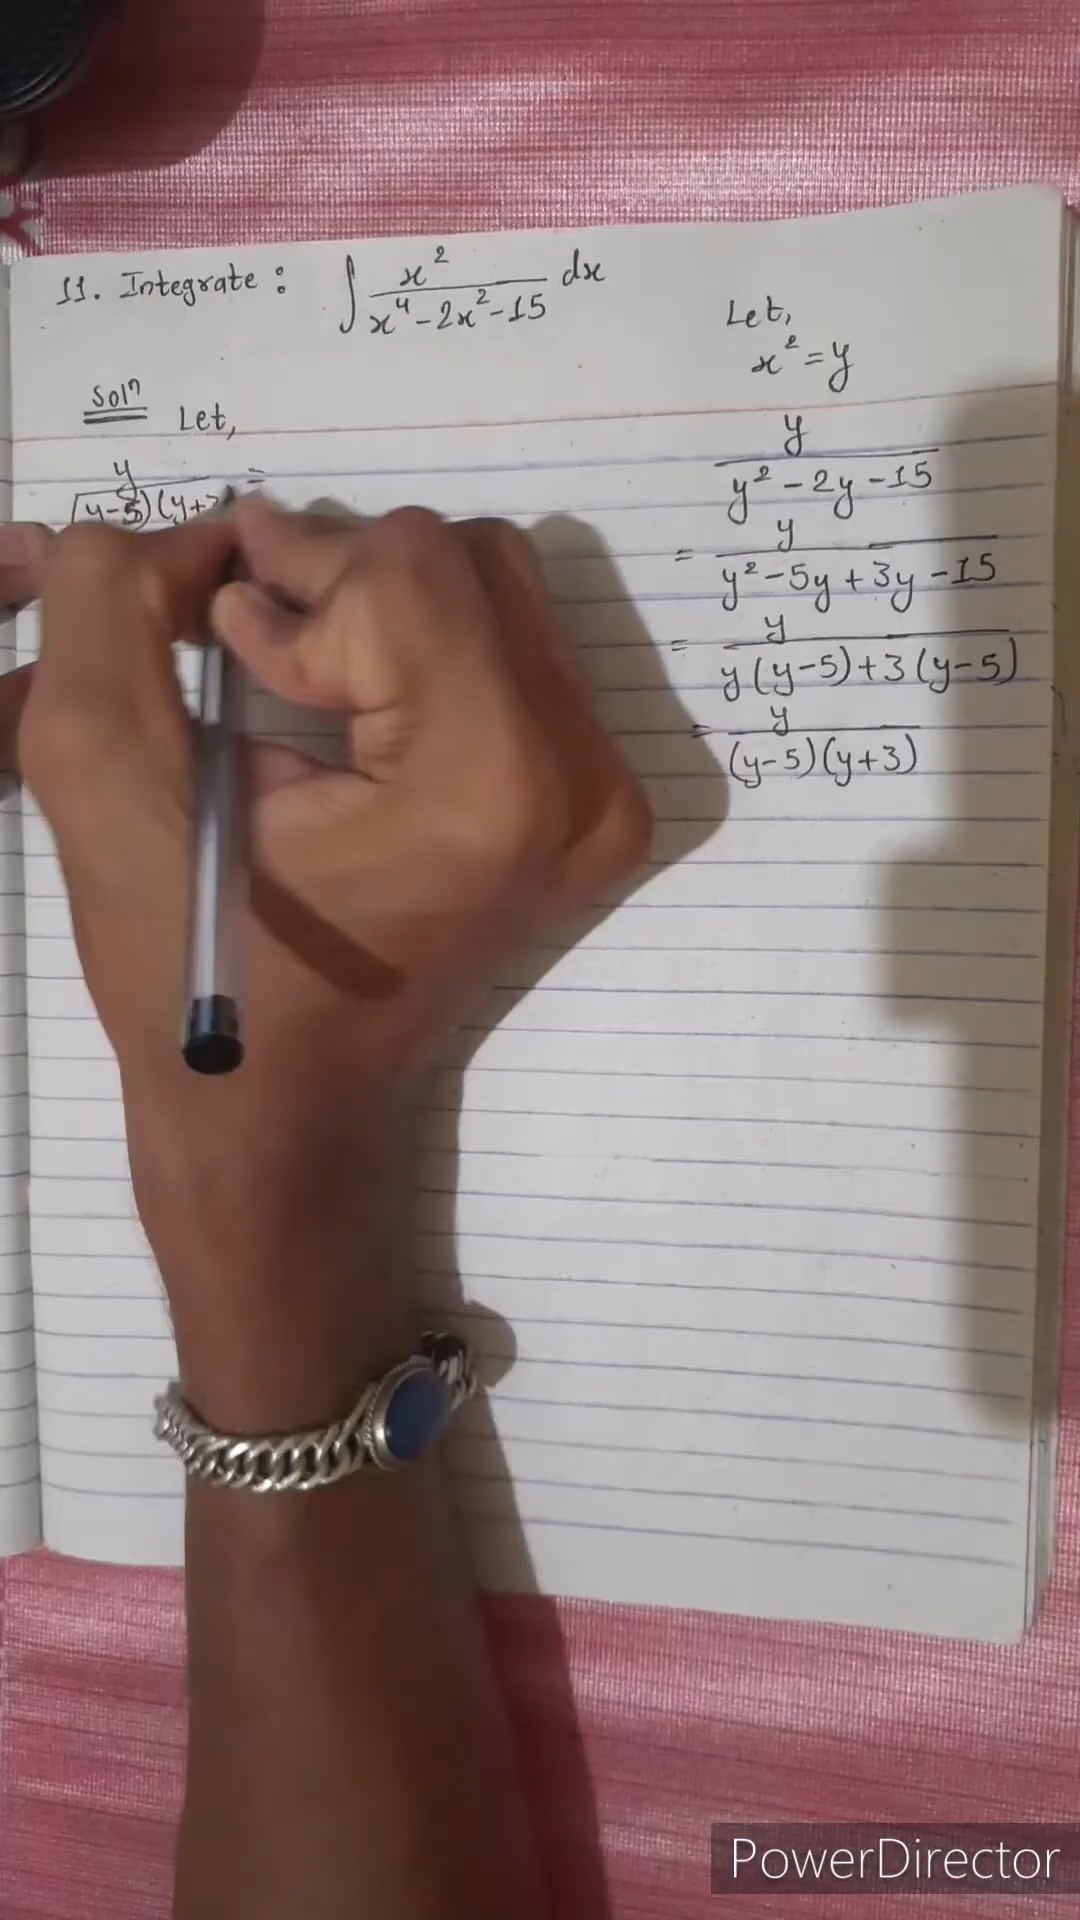 11. Integrate : ∫ x² / (x⁴ - 2x² - 15) dx
Solⁿ Let,
y / (y-5)(y+3 =
Let,
x² = y
y / (y² - 2y - 15)
= y / (y² - 5y + 3y - 15)
= y / (y(y-5)+3(y-5))
= y / ((y-5)(y+3))
PowerDirector